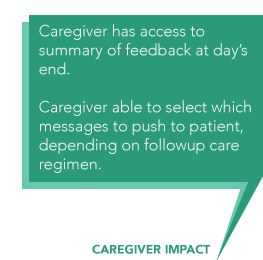 Caregiver has access to
summary of feedback at day's
end.
Caregiver able to select which
messages to push to patient,
depending on followup care
regimen.
CAREGIVER IMPACT